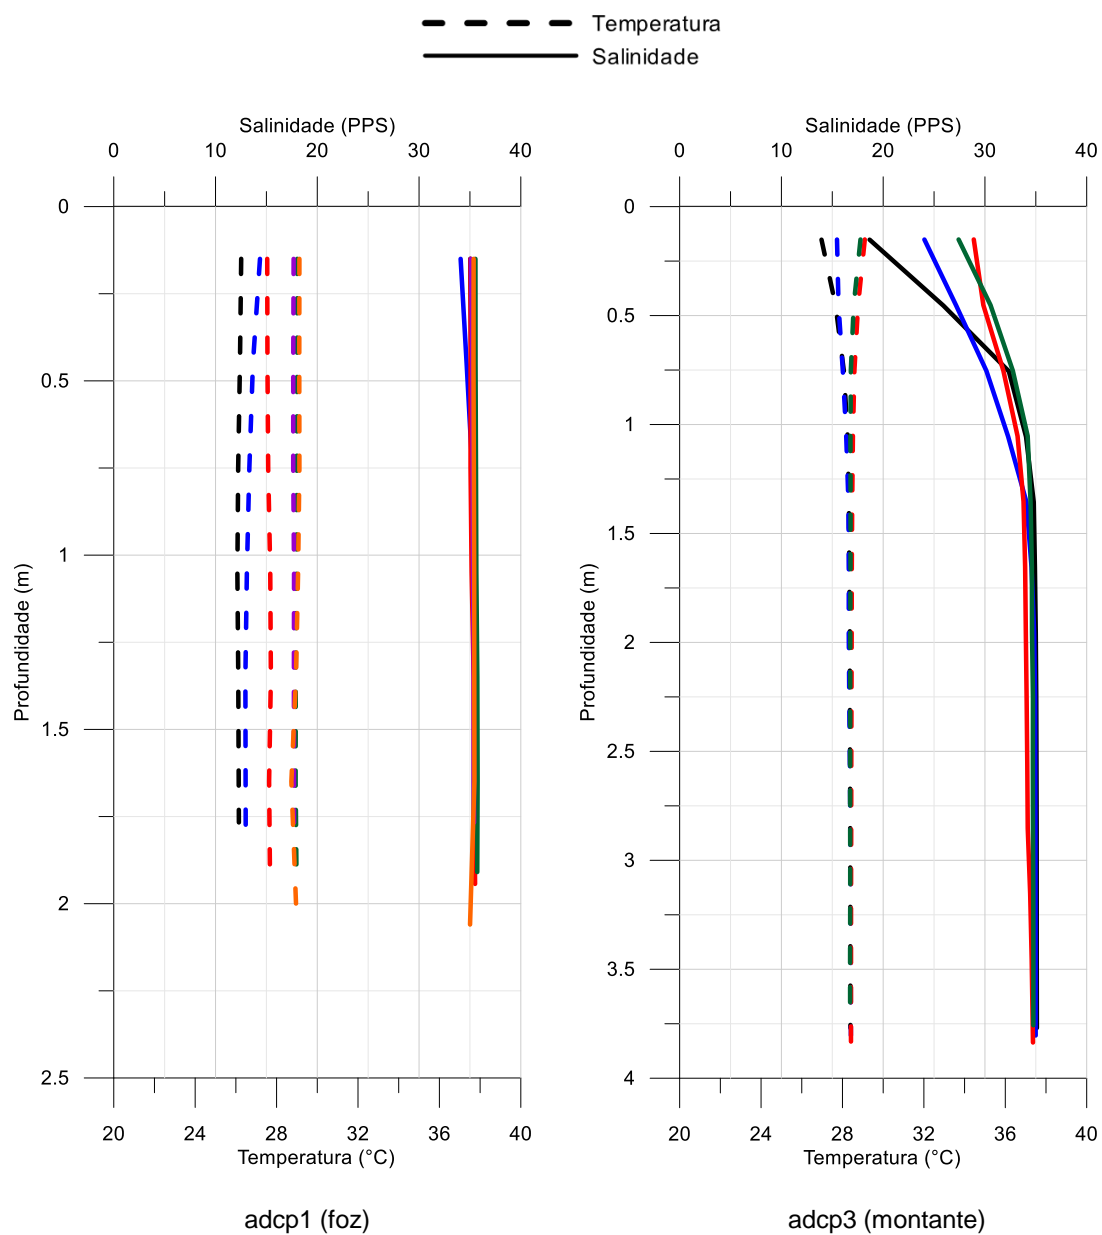 Temperatura
Salinidade
Salinidade (PPS)
0 10 20 30 40
0
0.5
1
1.5
2
2.5
Profundidade (m)
20 24 28 32 36 40
Temperatura (°C)
adcp1 (foz)
Salinidade (PPS)
0 10 20 30 40
0
0.5
1
1.5
2
2.5
3
3.5
4
Profundidade (m)
20 24 28 32 36 40
Temperatura (°C)
adcp3 (montante)